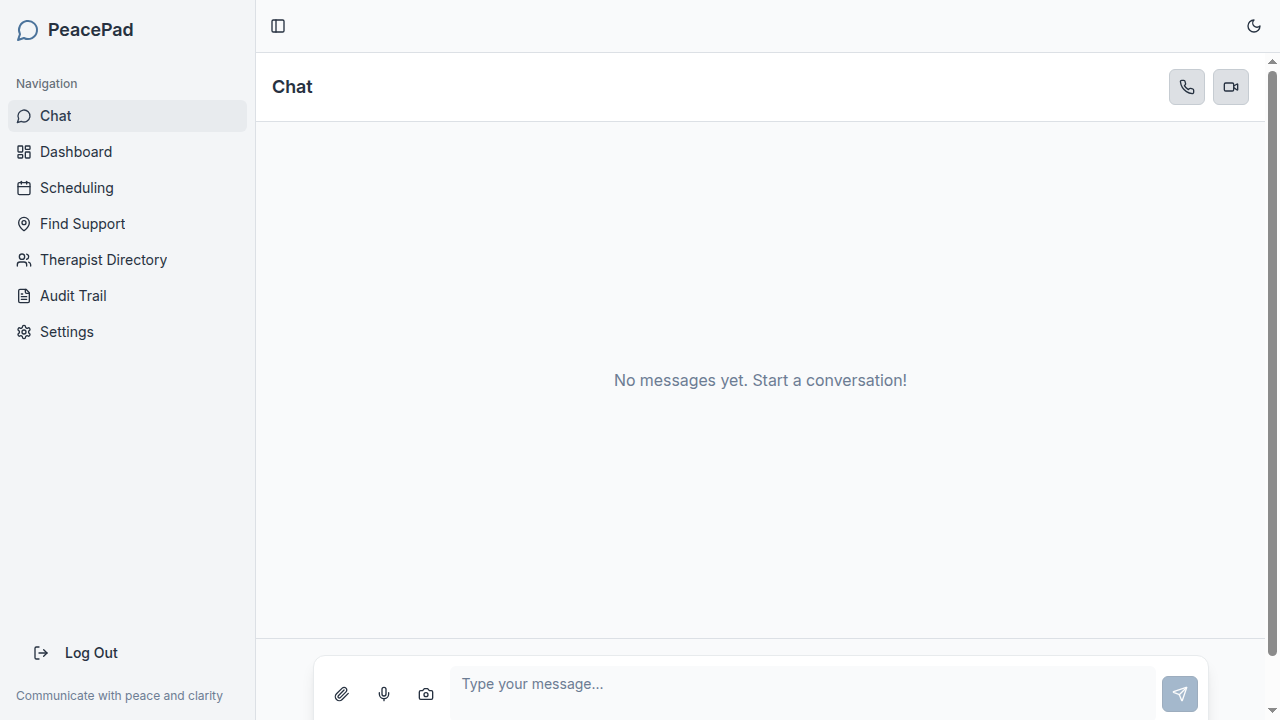 PeacePad
Navigation
Chat
Dashboard
Scheduling
Find Support
Therapist Directory
Audit Trail
Settings
Log Out
Communicate with peace and clarity
Chat
No messages yet. Start a conversation!
Type your message...